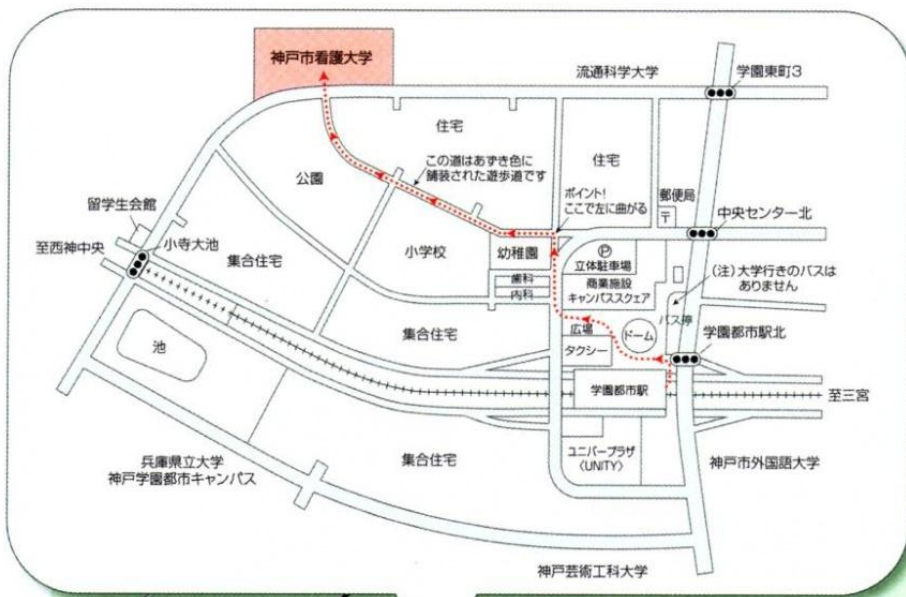 神戸市看護大学
流通科学大学
学園東町3
住宅
この道はあずき色に
舗装された遊歩道です
住宅
公園
ポイント!
ここで左に曲がる
郵便局
〒
留学生会館
小寺大池
至西神中央
集合住宅
小学校
幼稚園
中央センター北
P
立体駐車場
商業施設
キャンパススクェア
(注)大学行きのバスは
ありません
歯科
内科
バス停
集合住宅
広場
ドーム
学園都市駅北
タクシー
池
学園都市駅
至三宮
兵庫県立大学
神戸学園都市キャンパス
集合住宅
ユニバープラザ
〈UNITY〉
神戸市外国語大学
神戸芸術工科大学